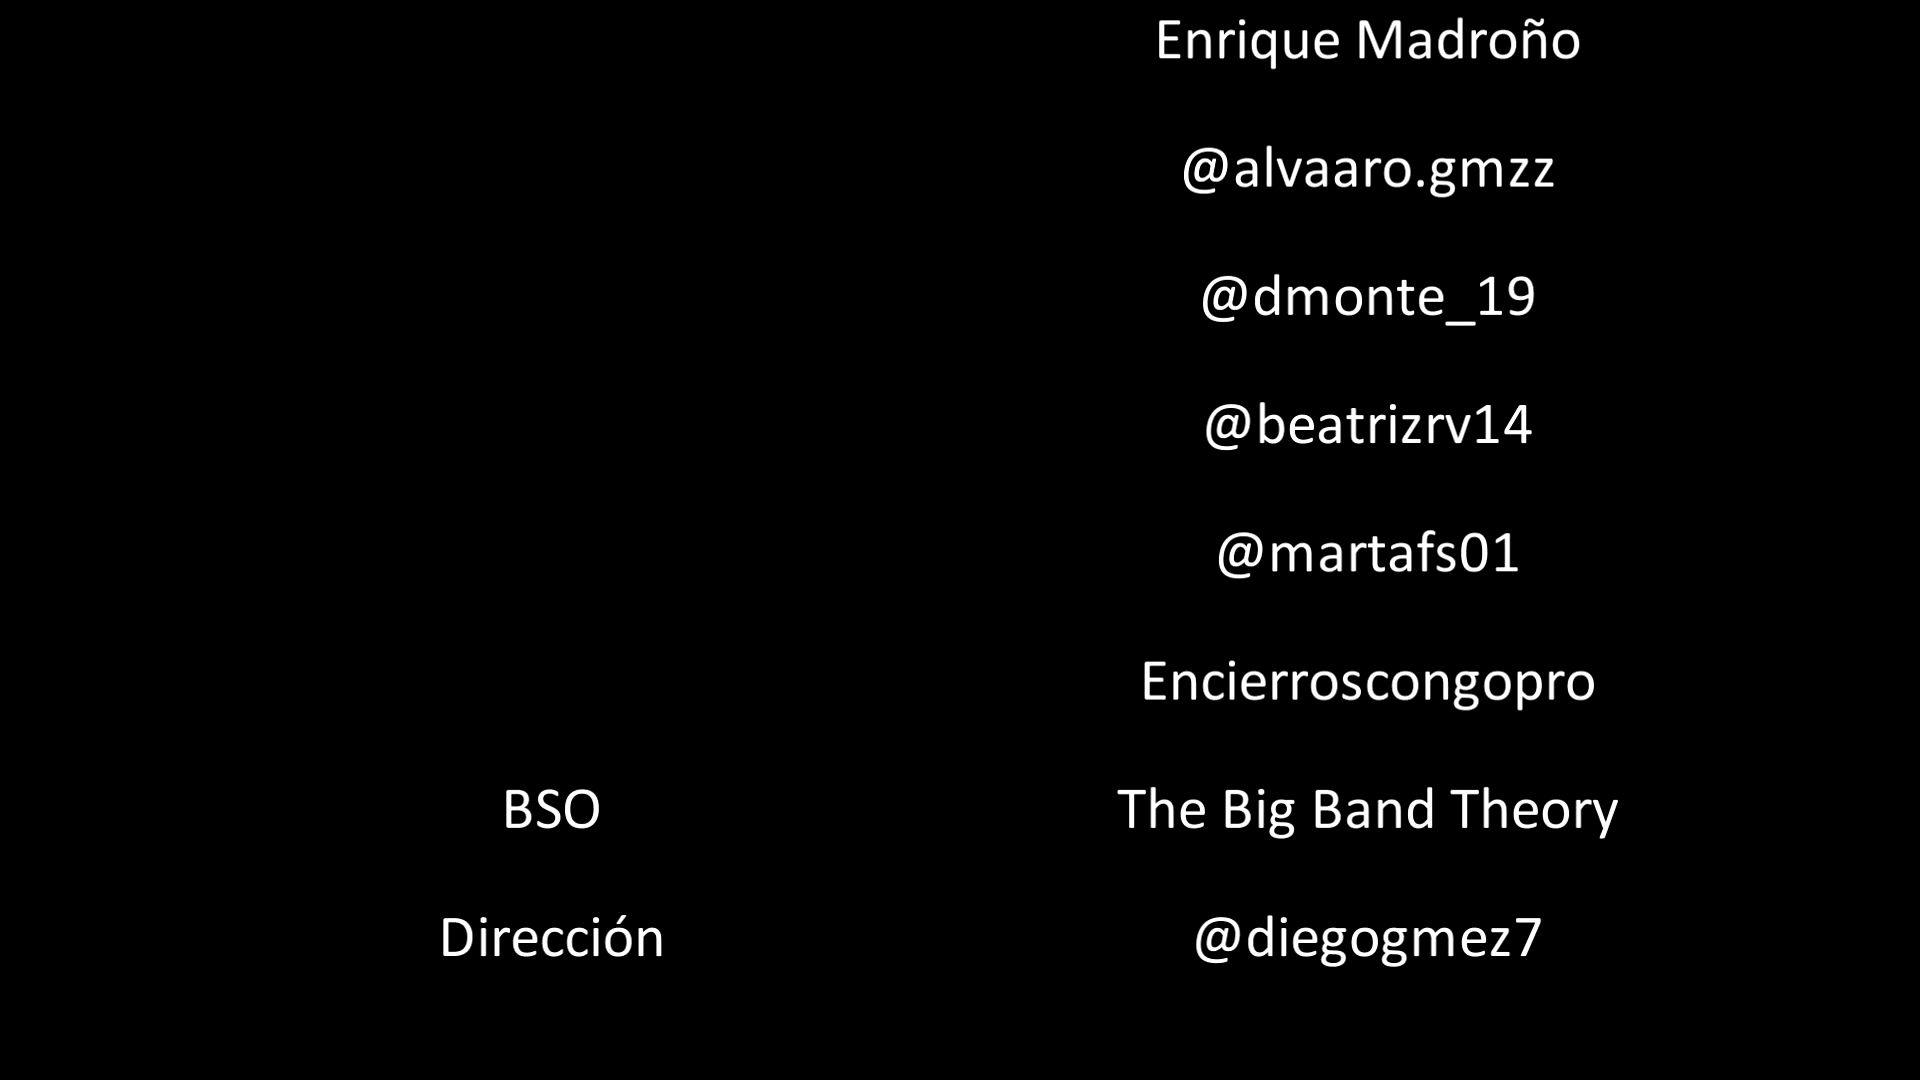 Enrique Madroño
@alvaaro.gmzz
@dmonte_19
@beatrizrv14
@martafs01
Encierroscongopro
BSO The Big Band Theory
Dirección @diegogmez7